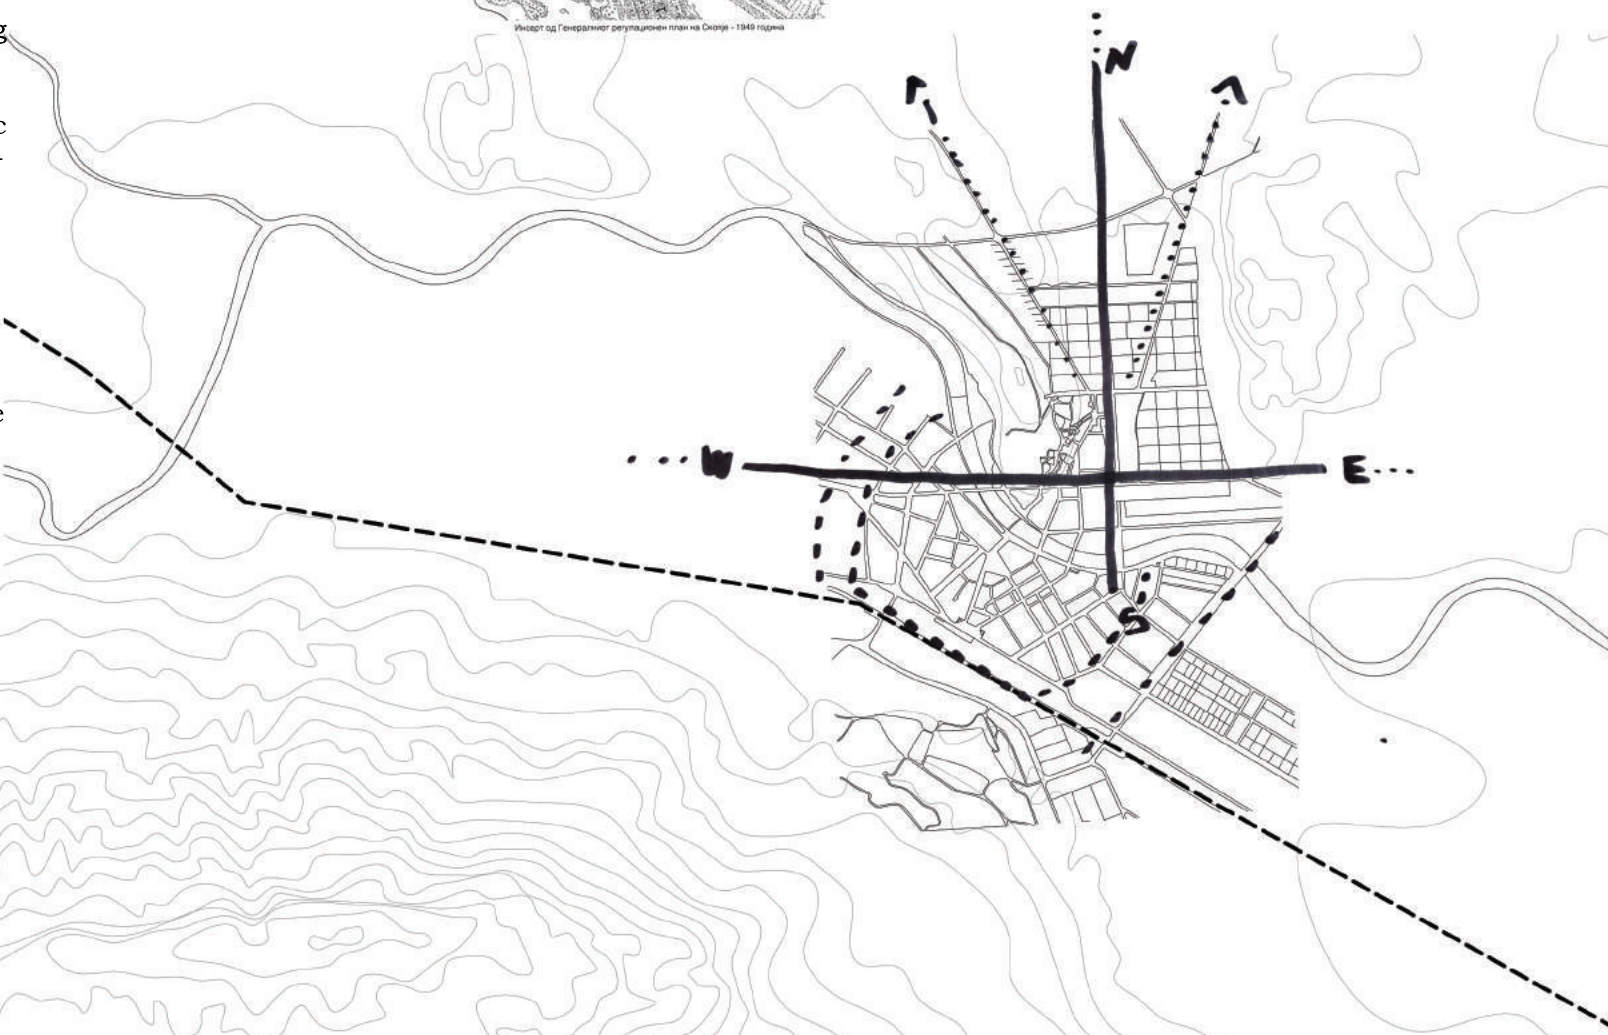 g
Инсерт од Генералниот регулационен план на Скопје - 1949 година
N
c
-
e
W
E
S